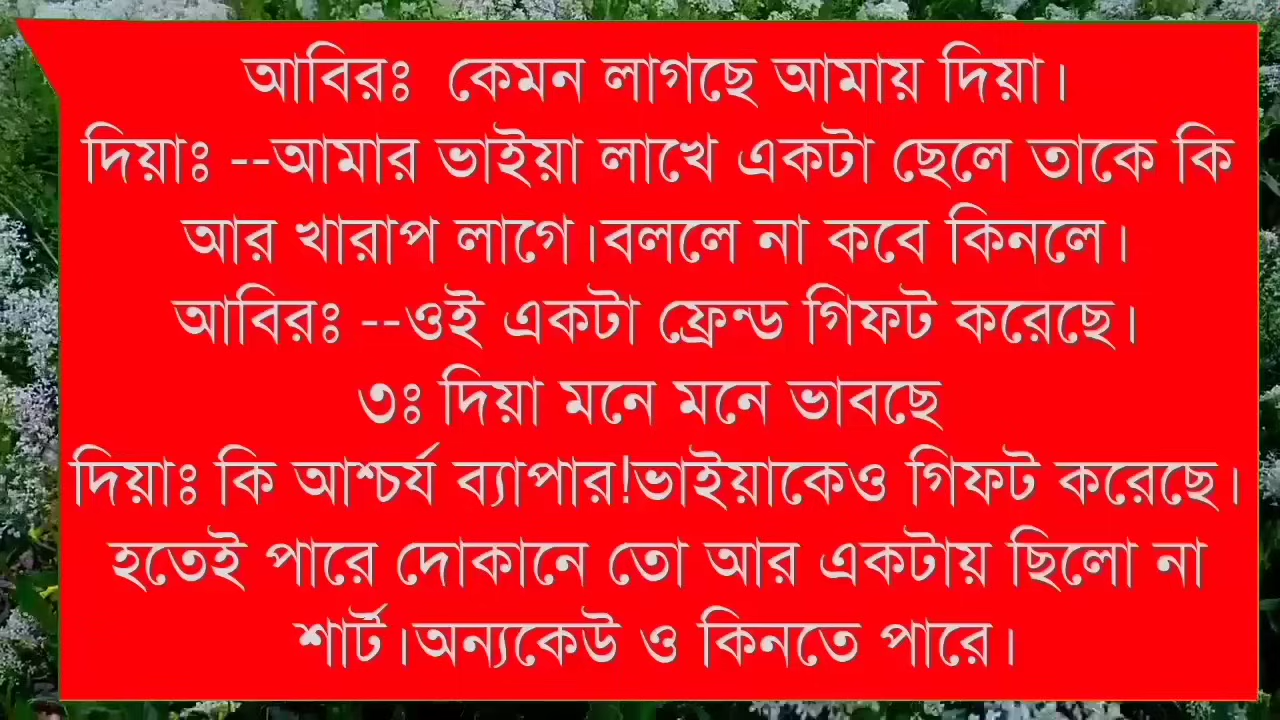 আবিরঃ কেমন লাগছে আমায় দিয়া।
দিয়াঃ --আমার ভাইয়া লাখে একটা ছেলে তাকে কি
আর খারাপ লাগে।বললে না কবে কিনলে।
আবিরঃ --ওই একটা ফ্রেন্ড গিফট করেছে।
৩ঃ দিয়া মনে মনে ভাবছে
দিয়াঃ কি আশ্চর্য ব্যাপার!ভাইয়াকেও গিফট করেছে।
হতেই পারে দোকানে তো আর একটায় ছিলো না
শার্ট।অন্যকেউ ও কিনতে পারে।